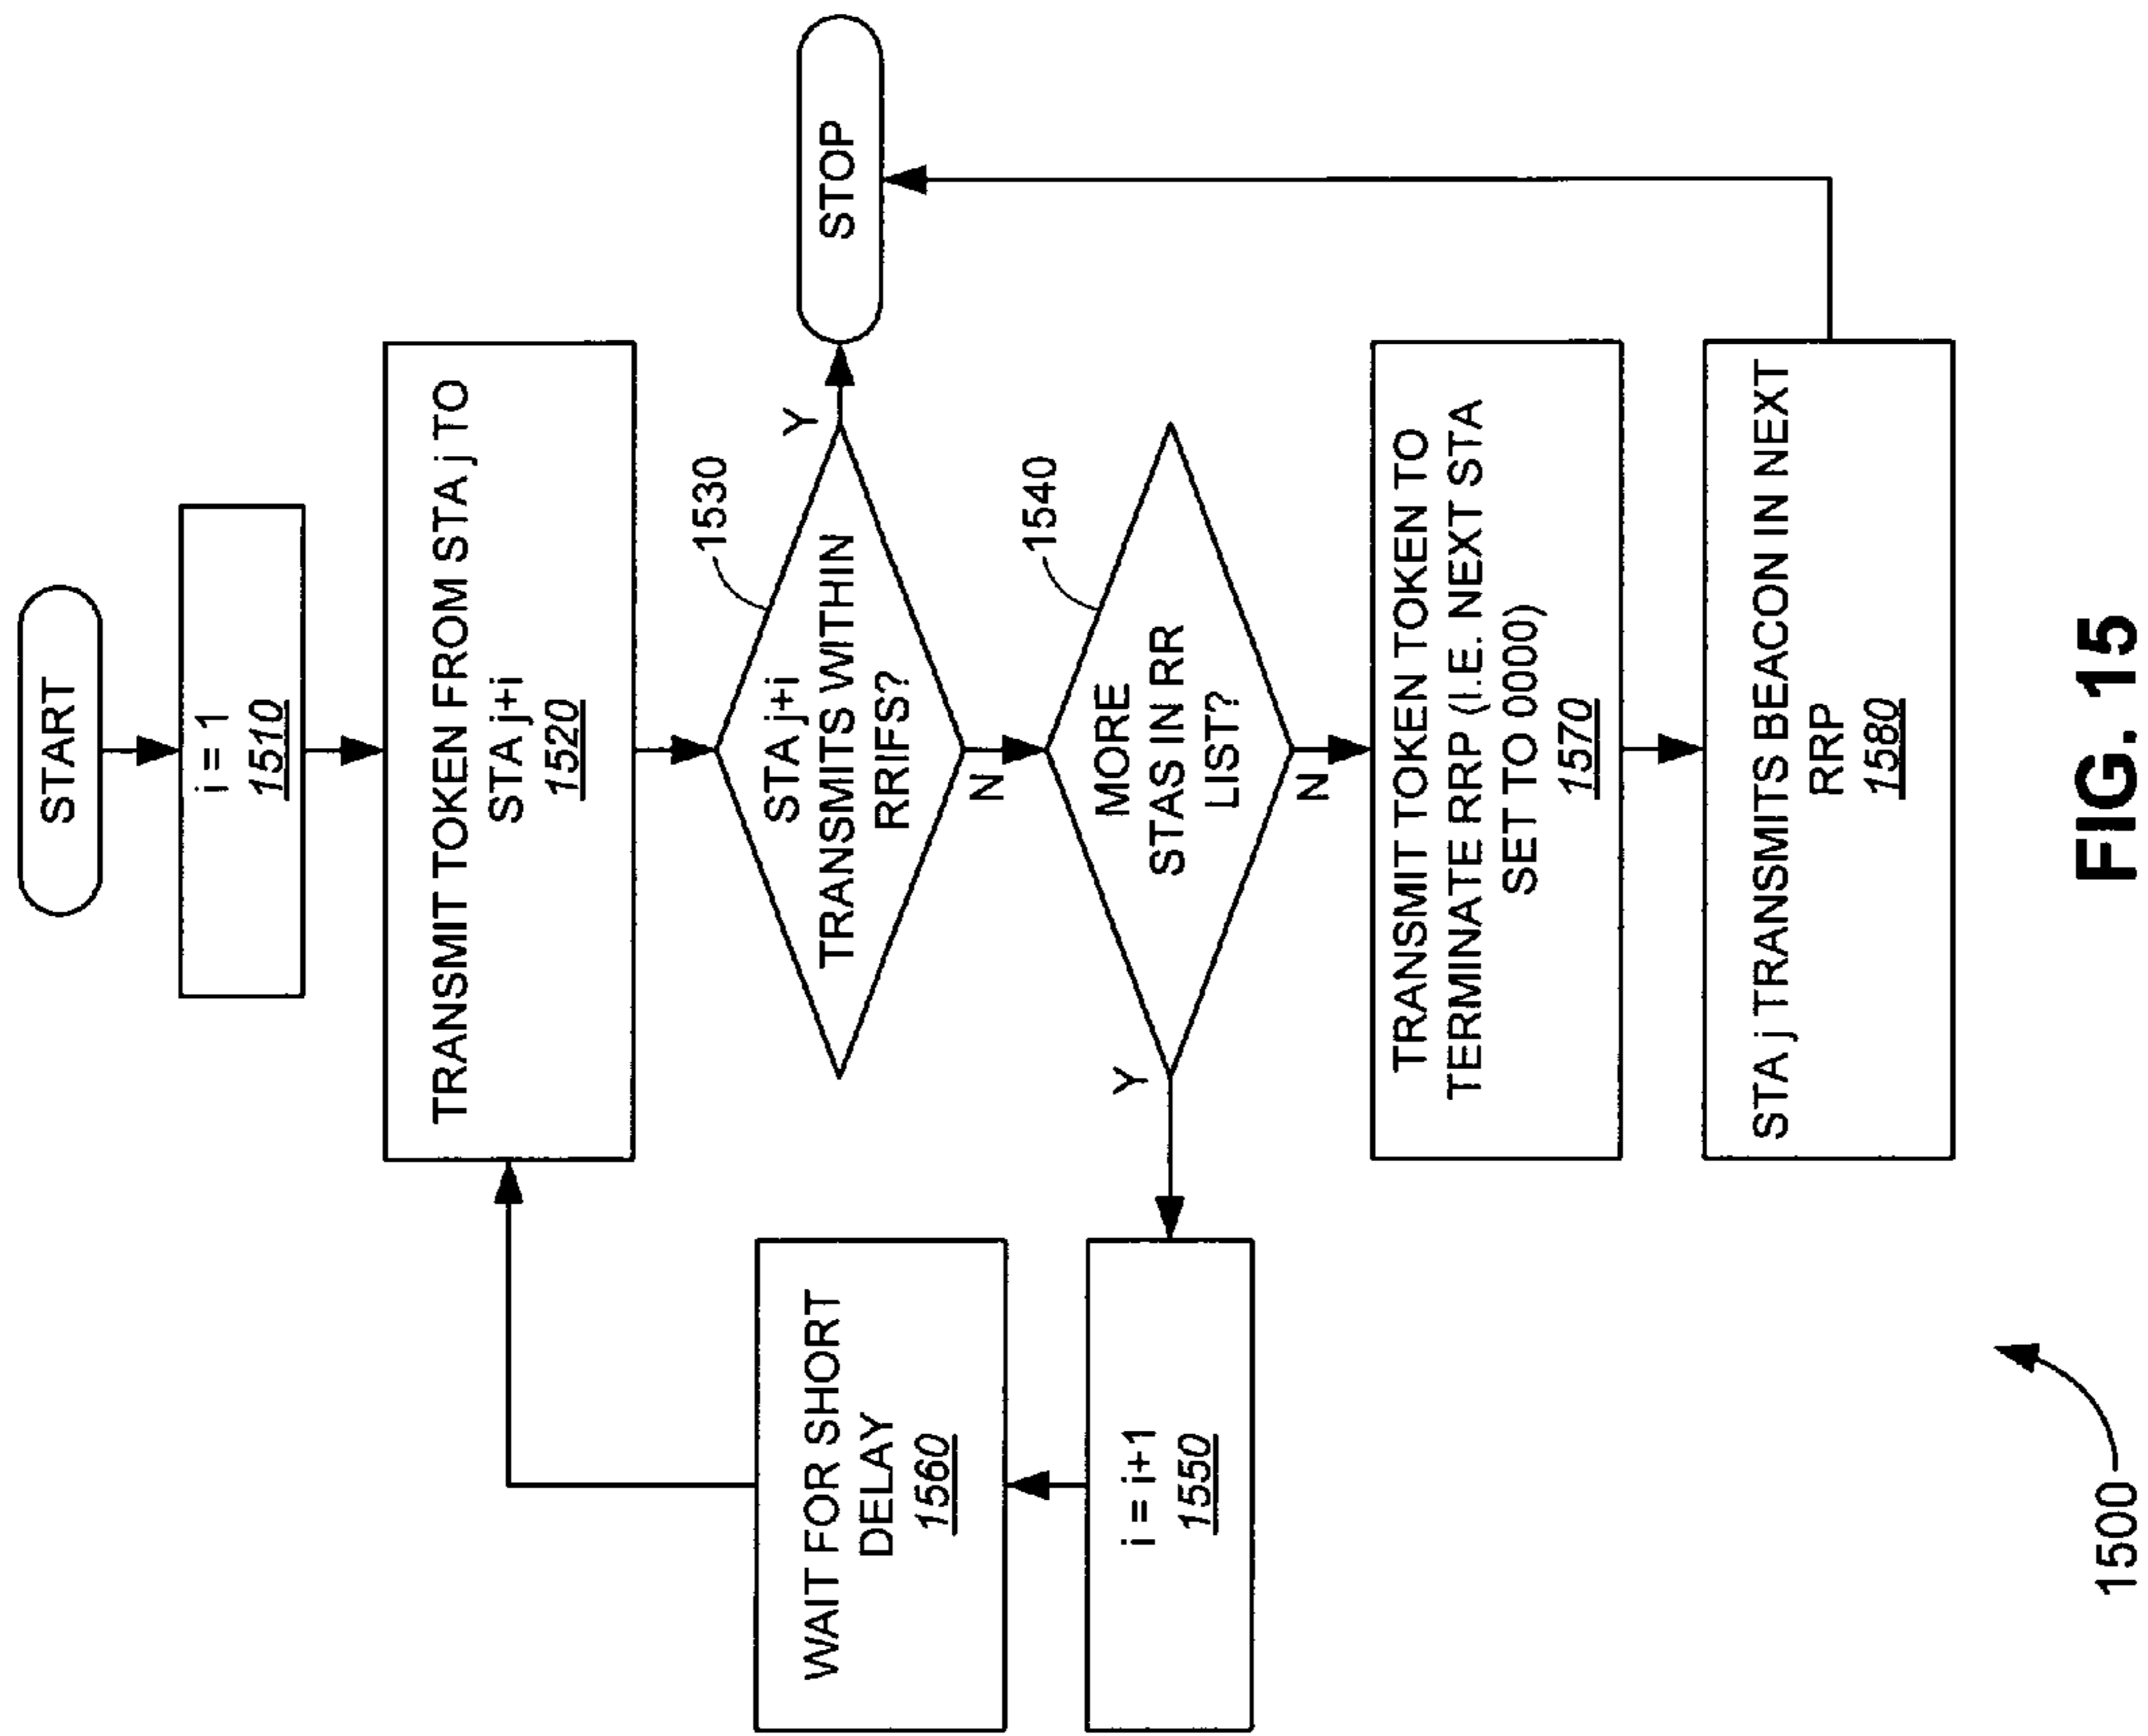 START
i = 1
1510
TRANSMIT TOKEN FROM STA j TO
STA j+i
1520
1530
STA j+i
TRANSMITS WITHIN
RRIFS?
Y
STOP
N
1540
MORE
STAS IN RR
LIST?
Y
N
i = i+1
1550
WAIT FOR SHORT
DELAY
1560
TRANSMIT TOKEN TO
TERMINATE RRP (I.E. NEXT STA
SET TO 0000)
1570
STA j TRANSMITS BEACON IN NEXT
RRP
1580
1500
FIG. 15